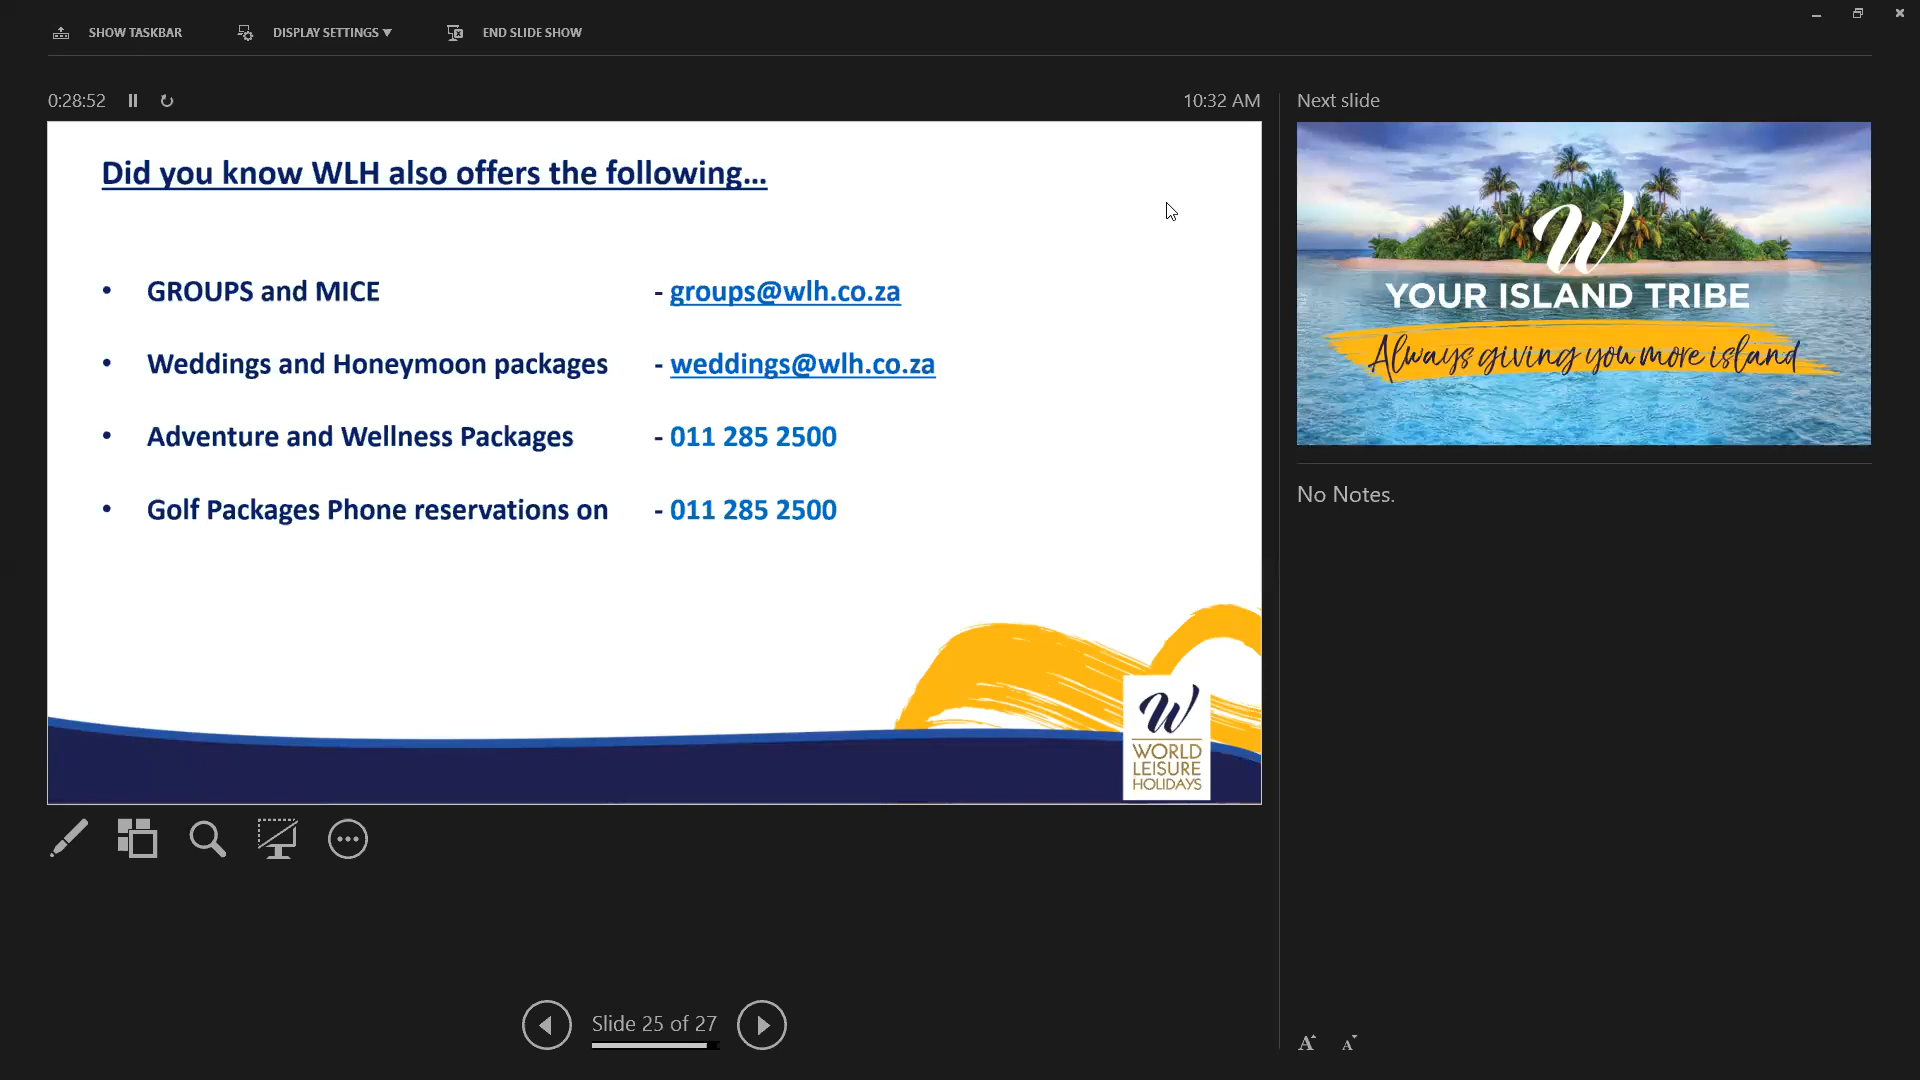 SHOW TASKBAR
DISPLAY SETTINGS ▼
END SLIDE SHOW
0:28:52
10:32 AM
Next slide
Did you know WLH also offers the following...
• GROUPS and MICE - groups@wlh.co.za
• Weddings and Honeymoon packages - weddings@wlh.co.za
• Adventure and Wellness Packages - 011 285 2500
• Golf Packages Phone reservations on - 011 285 2500
W
WORLD
LEISURE
HOLIDAYS
W
YOUR ISLAND TRIBE
Always giving you more island
No Notes.
Slide 25 of 27
A A